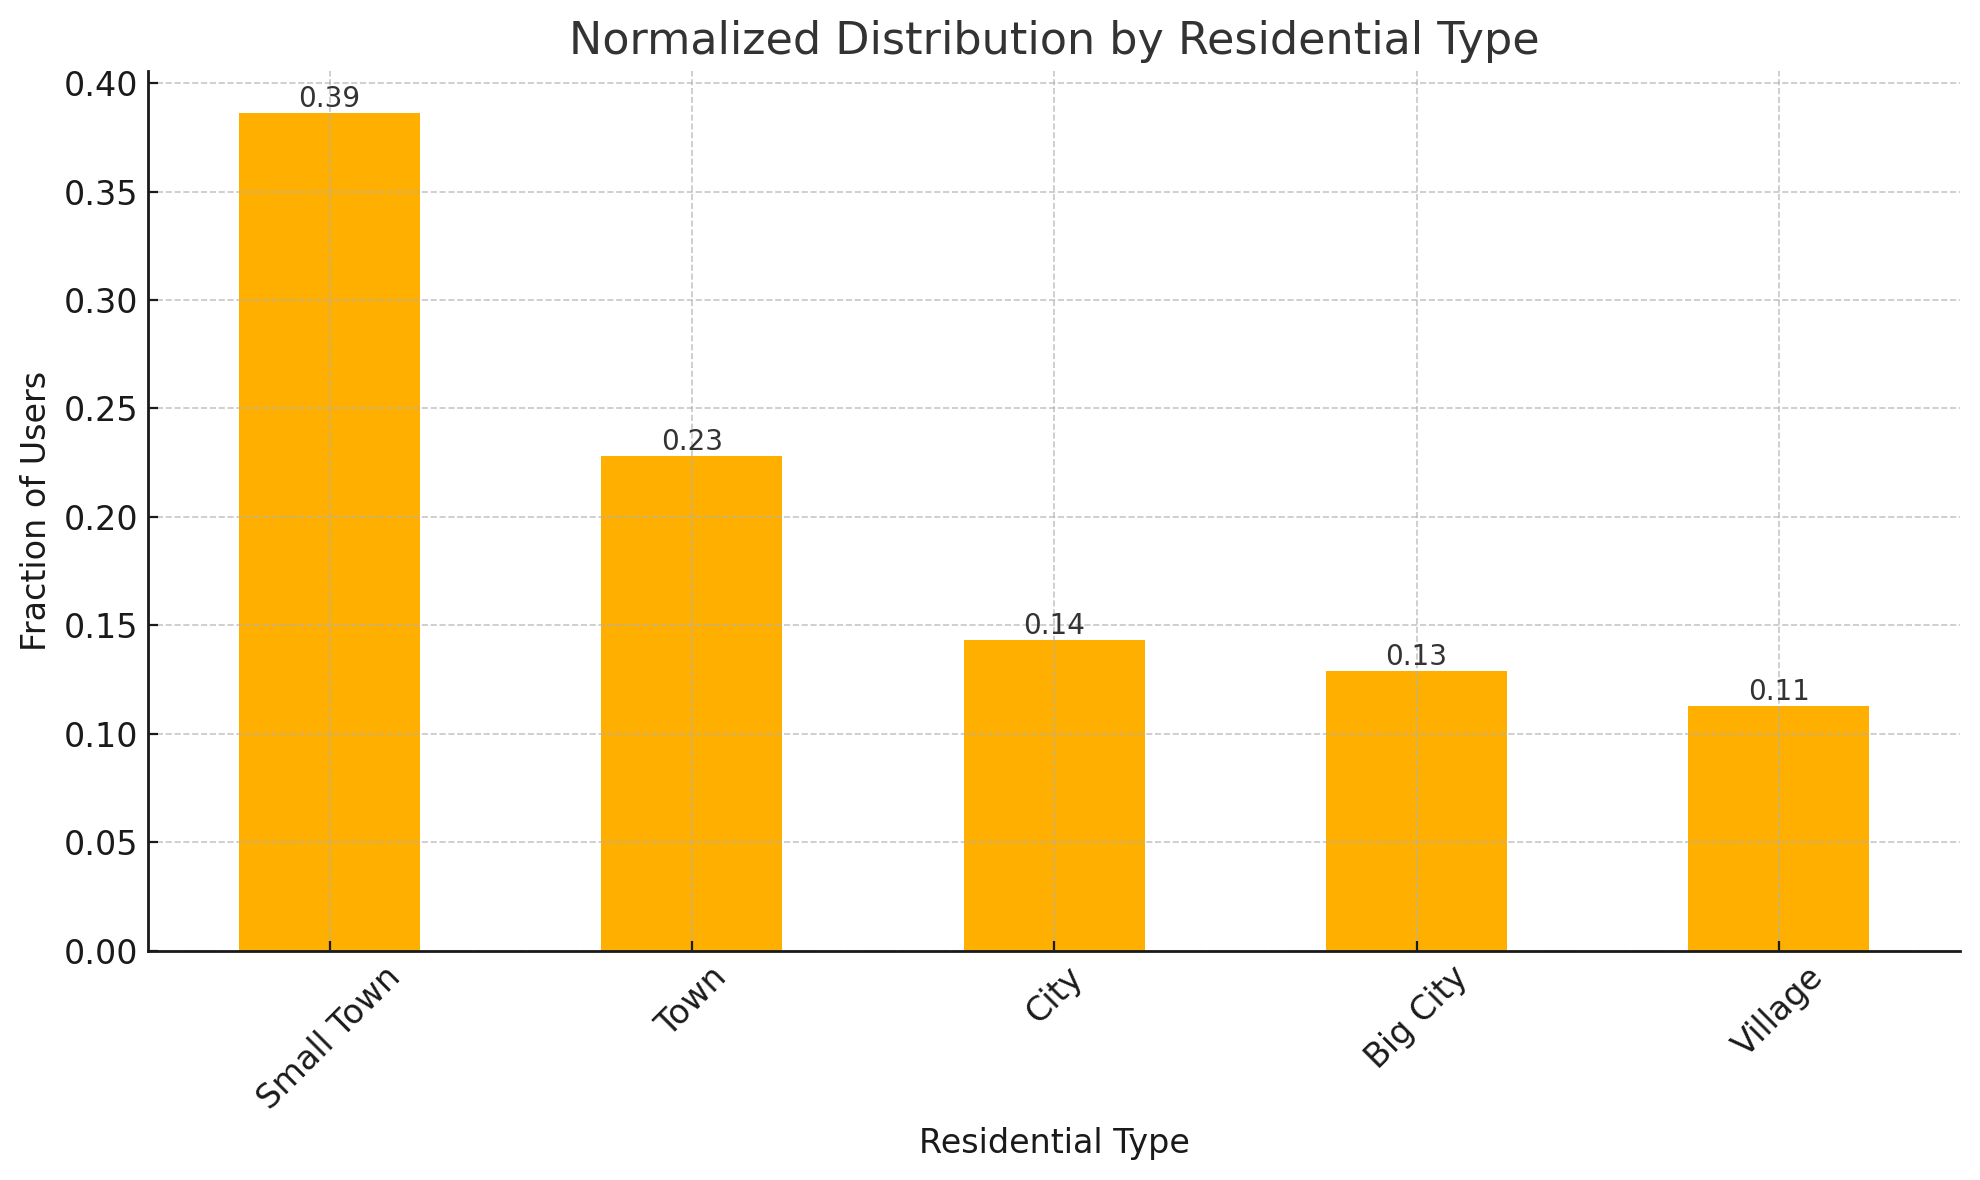 Normalized Distribution by Residential Type
0.40
0.35
0.30
0.25
0.20
0.15
0.10
0.05
0.00
Fraction of Users
0.39
0.23
0.14
0.13
0.11
Small Town
Town
City
Big City
Village
Residential Type